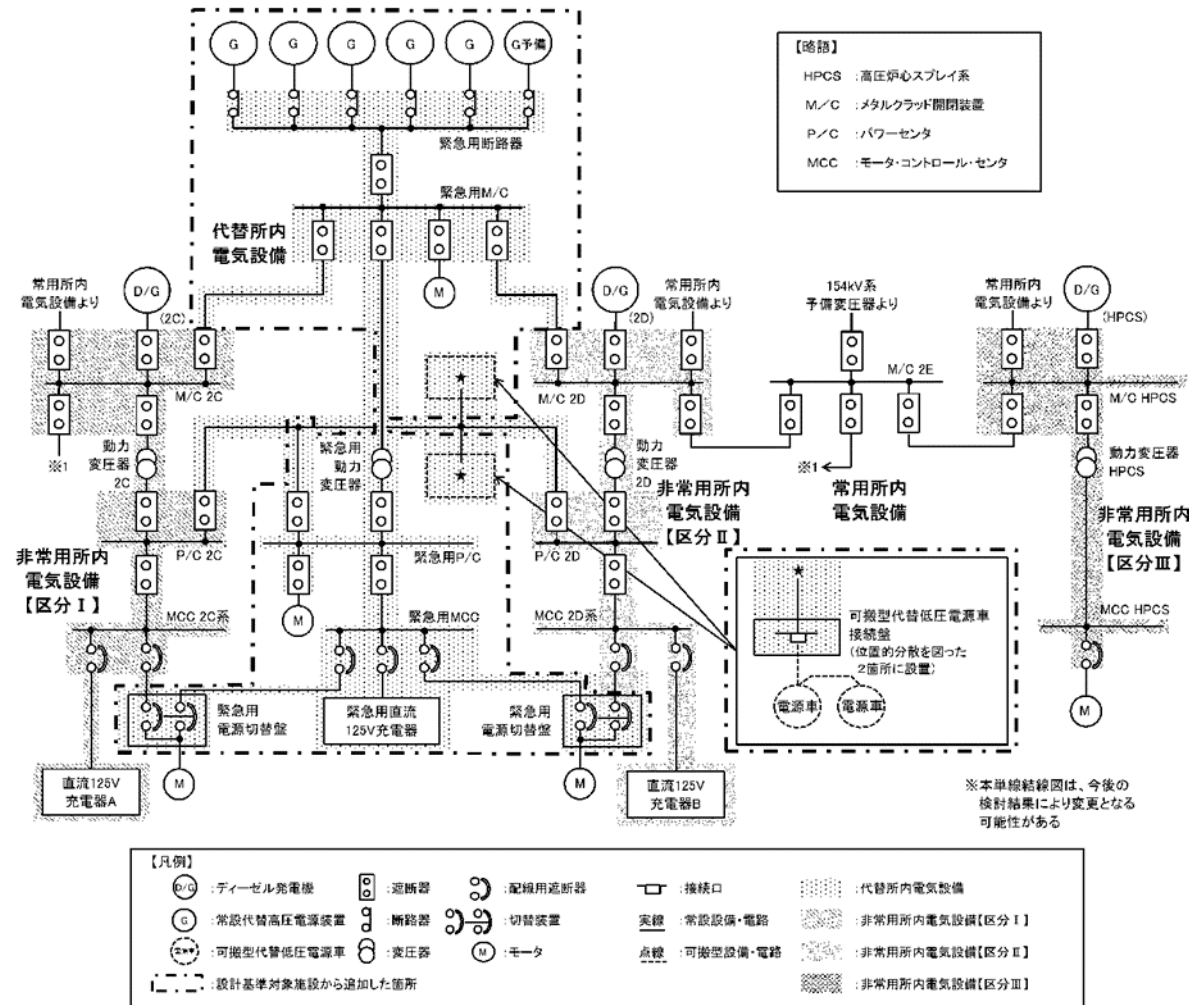 G
G
G
G
G
G予備
【略語】
HPCS :高圧炉心スプレイ系
M/C :メタルクラッド開閉装置
P/C :パワーセンタ
MCC :モータ・コントロール・センタ
緊急用断路器
緊急用M/C
代替所内
電気設備
M
常用所内
電気設備より
D/G
(2C)
D/G
(2D)
常用所内
電気設備より
154kV系
予備変圧器より
常用所内
電気設備より
D/G
(HPCS)
M/C 2C
M/C 2D
M/C 2E
M/C HPCS
※1
動力
変圧器
2C
緊急用
動力
変圧器
動力
変圧器
2D
※1
動力変圧器
HPCS
非常用所内
電気設備
【区分Ⅰ】
P/C 2C
緊急用P/C
P/C 2D
非常用所内
電気設備
【区分Ⅱ】
常用所内
電気設備
非常用所内
電気設備
【区分Ⅲ】
M
MCC 2C系
緊急用MCC
MCC 2D系
MCC HPCS
可搬型代替低圧電源車
接続盤
(位置的分散を図った
2箇所に設置)
電源車
電源車
緊急用
電源切替盤
緊急用直流
125V充電器
緊急用
電源切替盤
M
M
M
直流125V
充電器A
直流125V
充電器B
※本単線結線図は、今後の
検討結果により変更となる
可能性がある
【凡例】
D/G :ディーゼル発電機
:遮断器
:配線用遮断器
:接続口
:代替所内電気設備
G :常設代替高圧電源装置
:断路器
:切替装置
実線 :常設設備・電路
:非常用所内電気設備【区分Ⅰ】
電源車 :可搬型代替低圧電源車
:変圧器
M :モータ
点線 :可搬型設備・電路
:非常用所内電気設備【区分Ⅱ】
:設計基準対象施設から追加した箇所
:非常用所内電気設備【区分Ⅲ】